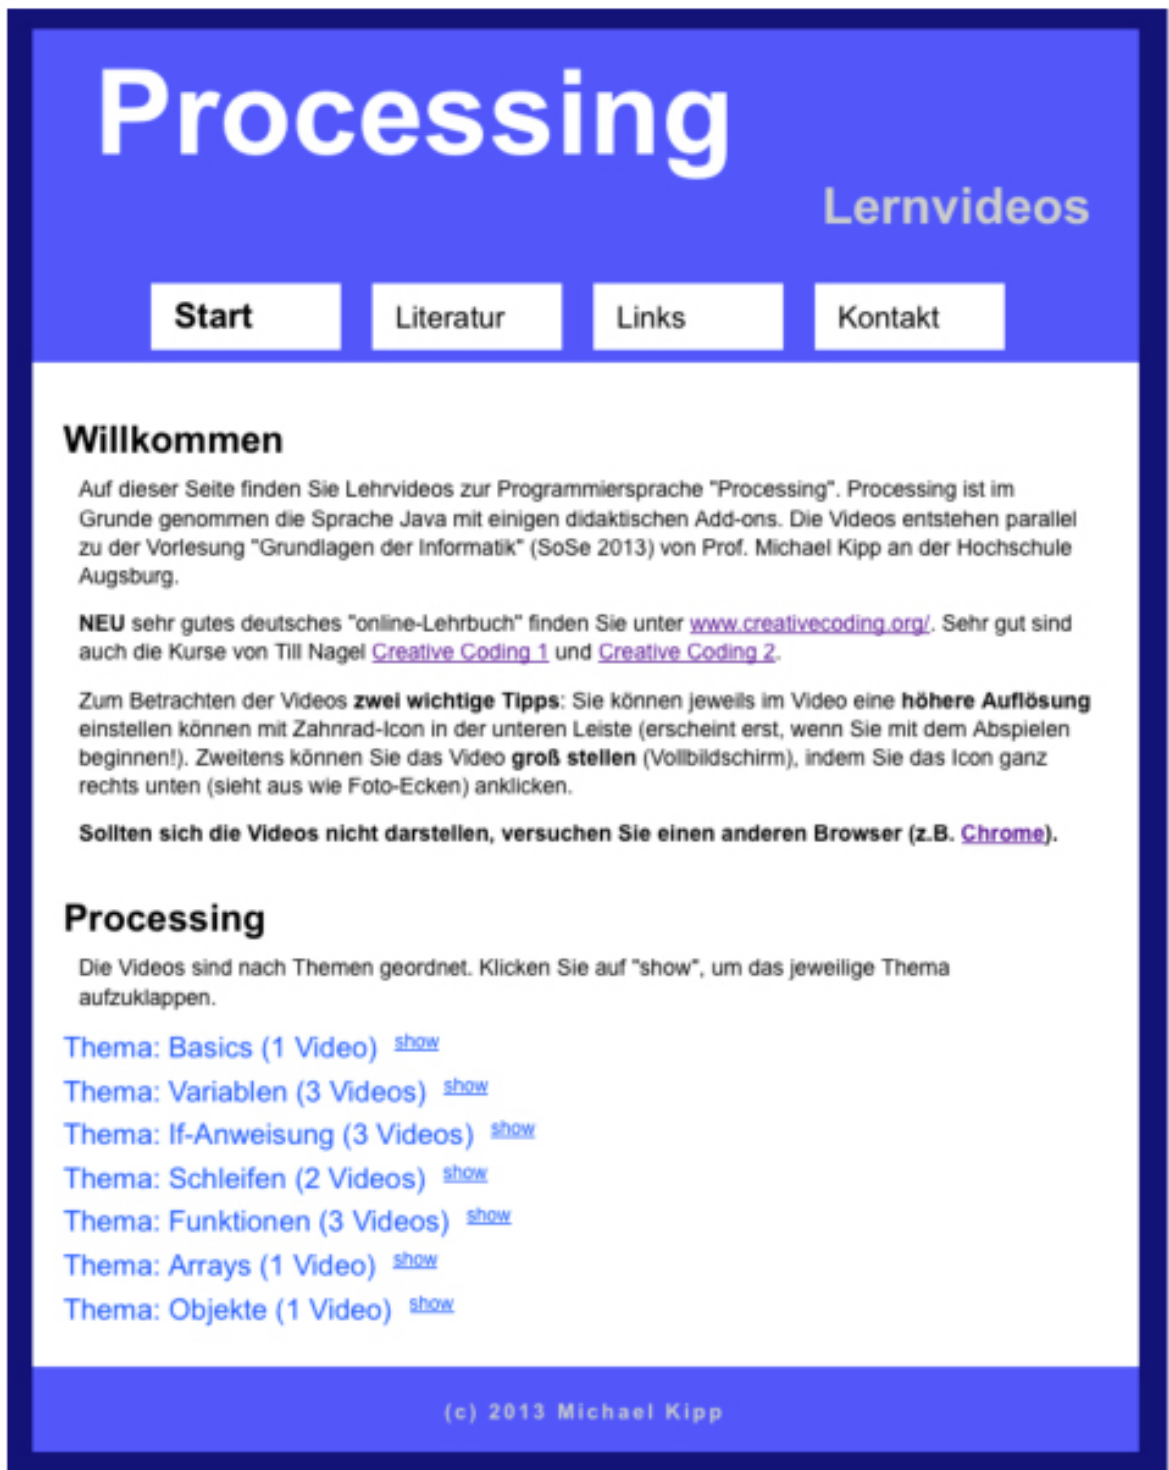 Processing
Lernvideos
Start Literatur Links Kontakt
Willkommen
Auf dieser Seite finden Sie Lehrvideos zur Programmiersprache "Processing". Processing ist im
Grunde genommen die Sprache Java mit einigen didaktischen Add-ons. Die Videos entstehen parallel
zu der Vorlesung "Grundlagen der Informatik" (SoSe 2013) von Prof. Michael Kipp an der Hochschule
Augsburg.
NEU sehr gutes deutsches "online-Lehrbuch" finden Sie unter www.creativecoding.org/. Sehr gut sind
auch die Kurse von Till Nagel Creative Coding 1 und Creative Coding 2.
Zum Betrachten der Videos zwei wichtige Tipps: Sie können jeweils im Video eine höhere Auflösung
einstellen können mit Zahnrad-Icon in der unteren Leiste (erscheint erst, wenn Sie mit dem Abspielen
beginnen!). Zweitens können Sie das Video groß stellen (Vollbildschirm), indem Sie das Icon ganz
rechts unten (sieht aus wie Foto-Ecken) anklicken.
Sollten sich die Videos nicht darstellen, versuchen Sie einen anderen Browser (z.B. Chrome).
Processing
Die Videos sind nach Themen geordnet. Klicken Sie auf "show", um das jeweilige Thema
aufzuklappen.
Thema: Basics (1 Video) show
Thema: Variablen (3 Videos) show
Thema: If-Anweisung (3 Videos) show
Thema: Schleifen (2 Videos) show
Thema: Funktionen (3 Videos) show
Thema: Arrays (1 Video) show
Thema: Objekte (1 Video) show
(c) 2013 Michael Kipp